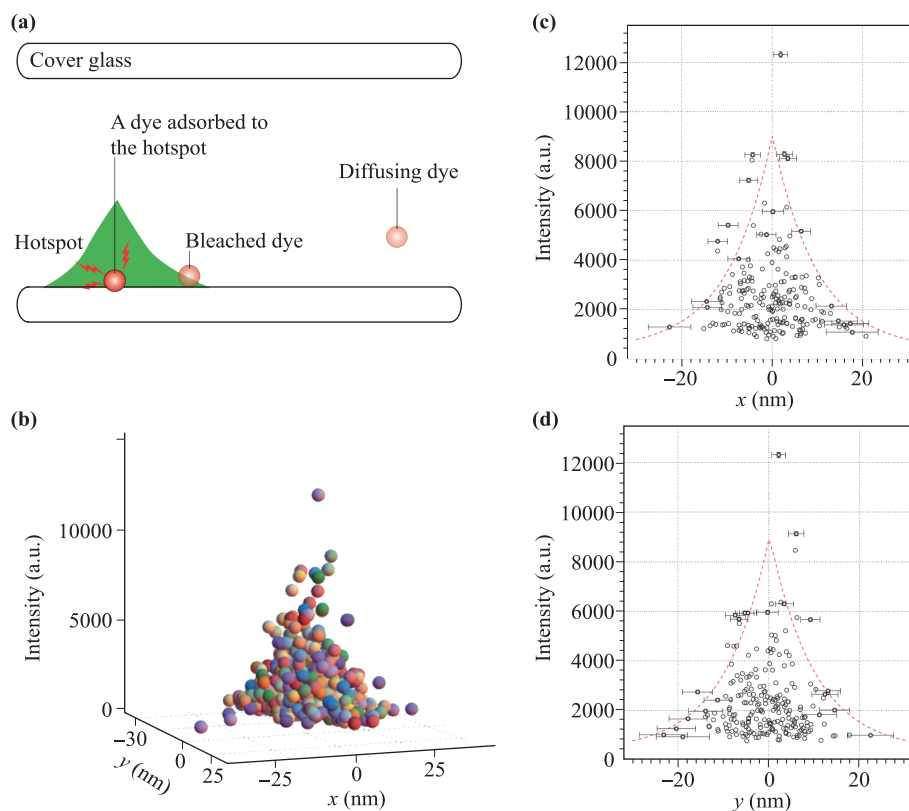 (a)
Cover glass
A dye adsorbed to
the hotspot
Diffusing dye
Hotspot
Bleached dye
(b)
Intensity (a.u.)
10000
5000
0
−30
0
25
y (nm)
−25
0
25
x (nm)
(c)
Intensity (a.u.)
12000
10000
8000
6000
4000
2000
0
−20
0
20
x (nm)
(d)
Intensity (a.u.)
12000
10000
8000
6000
4000
2000
0
−20
0
20
y (nm)